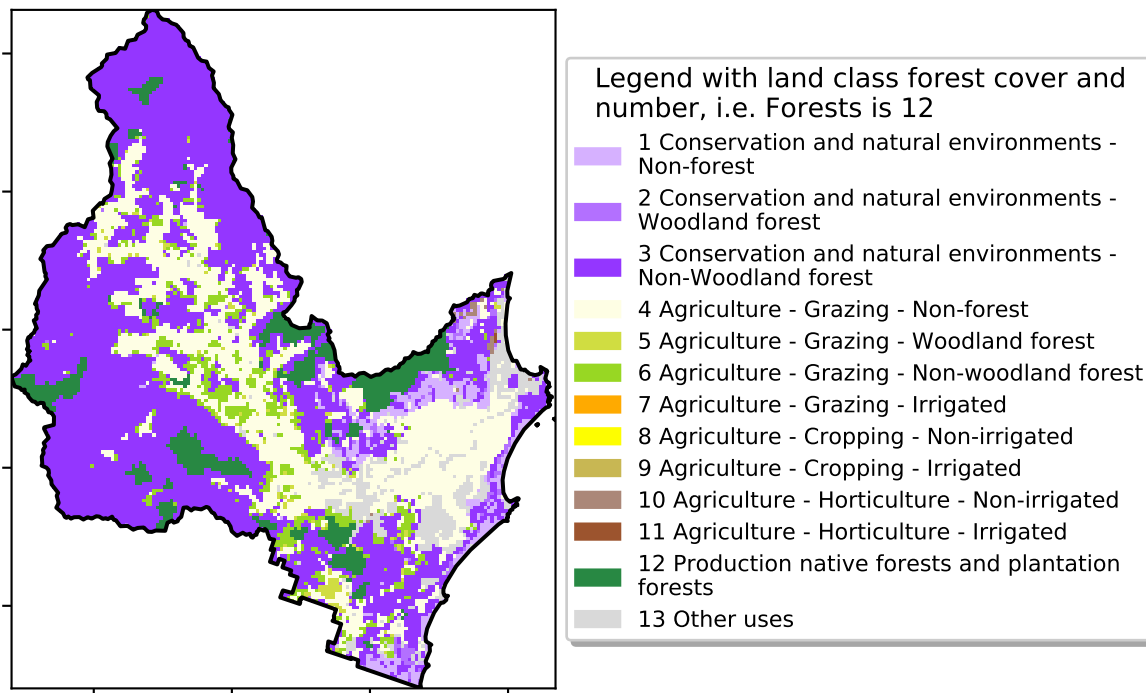 Legend with land class forest cover and
number, i.e. Forests is 12
1 Conservation and natural environments -
Non-forest
2 Conservation and natural environments -
Woodland forest
3 Conservation and natural environments -
Non-Woodland forest
4 Agriculture - Grazing - Non-forest
5 Agriculture - Grazing - Woodland forest
6 Agriculture - Grazing - Non-woodland forest
7 Agriculture - Grazing - Irrigated
8 Agriculture - Cropping - Non-irrigated
9 Agriculture - Cropping - Irrigated
10 Agriculture - Horticulture - Non-irrigated
11 Agriculture - Horticulture - Irrigated
12 Production native forests and plantation
forests
13 Other uses